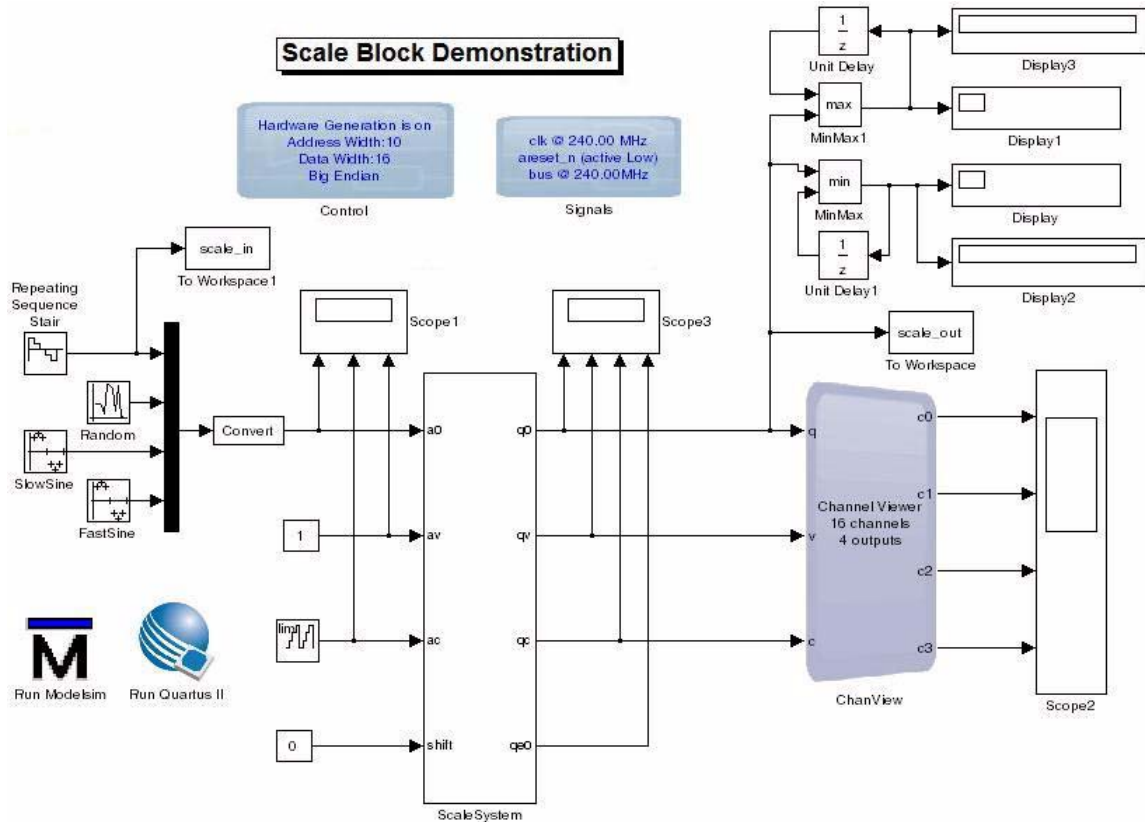 Scale Block Demonstration
Hardware Generation is on
Address Width:10
Data Width:16
Big Endian
Control
clk @ 240.00 MHz
areset_n (active Low)
bus @ 240.00MHz
Signals
1
z
Unit Delay
Display3
max
MinMax1
Display1
min
MinMax
Display
1
z
Unit Delay1
Display2
scale_in
To Workspace1
Repeating
Sequence
Stair
Random
SlowSine
FastSine
Convert
Scope1
Scope3
scale_out
To Workspace
1
lim
0
a0
av
ac
shift
q0
qv
qc
qe0
ScaleSystem
q
v
c
Channel Viewer
16 channels
4 outputs
c0
c1
c2
c3
ChanView
Scope2
M
Run Modelsim
Run Quartus II